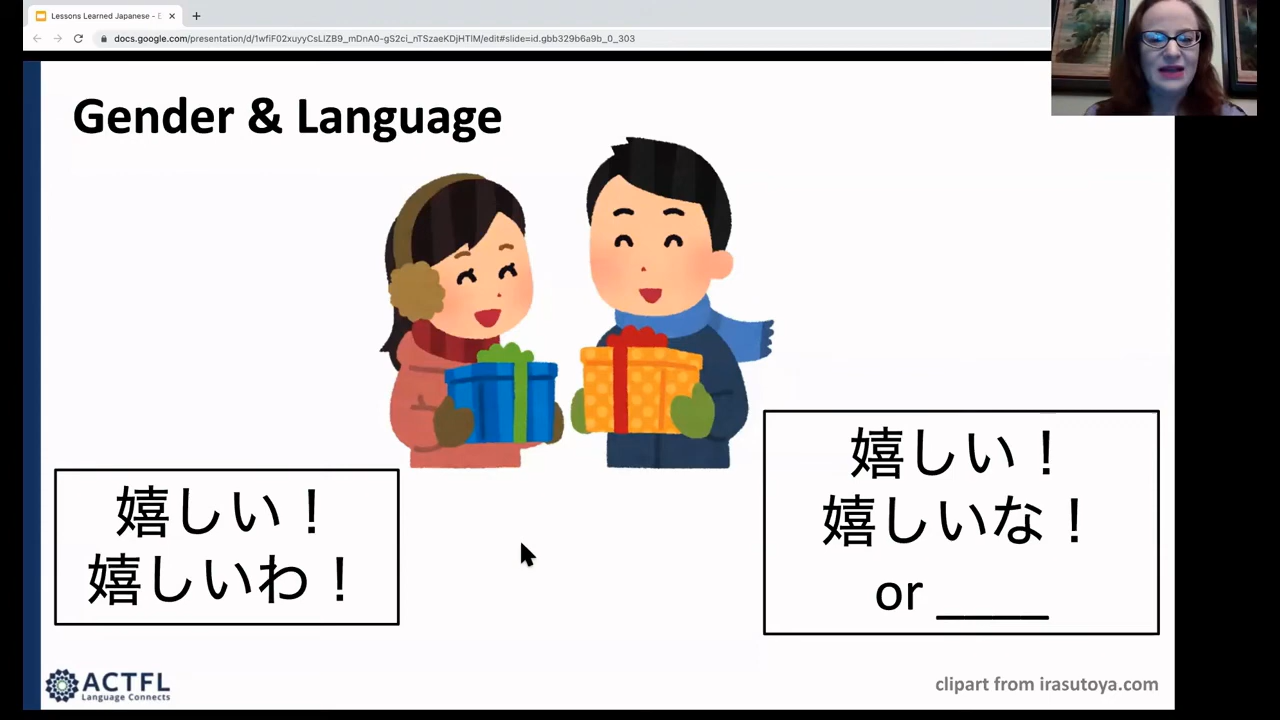 Lessons Learned Japanese - E
docs.google.com/presentation/d/1wfiF02xuyyCsLIZB9_mDnA0-gS2ci_nTSzaeKDjHTlM/edit#slide=id.gbb329b6a9b_0_303
Gender & Language
嬉しい！
嬉しいわ！
嬉しい！
嬉しいな！
or ____
ACTFL
Language Connects
clipart from irasutoya.com